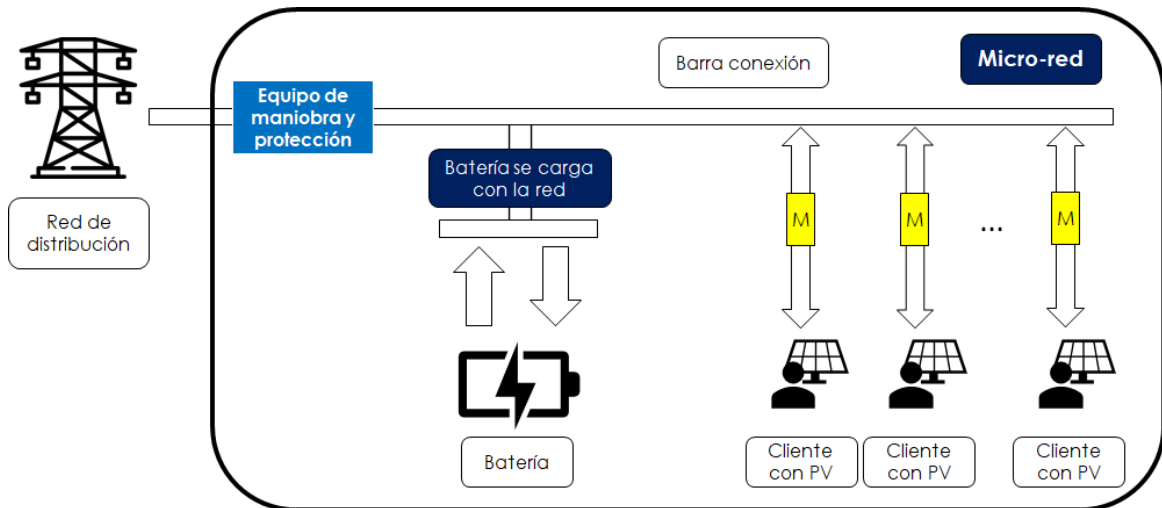 Barra conexión
Micro-red
Equipo de
maniobra y
protección
Batería se carga
con la red
Red de
distribución
M
M
...
M
Batería
Cliente
con PV
Cliente
con PV
Cliente
con PV